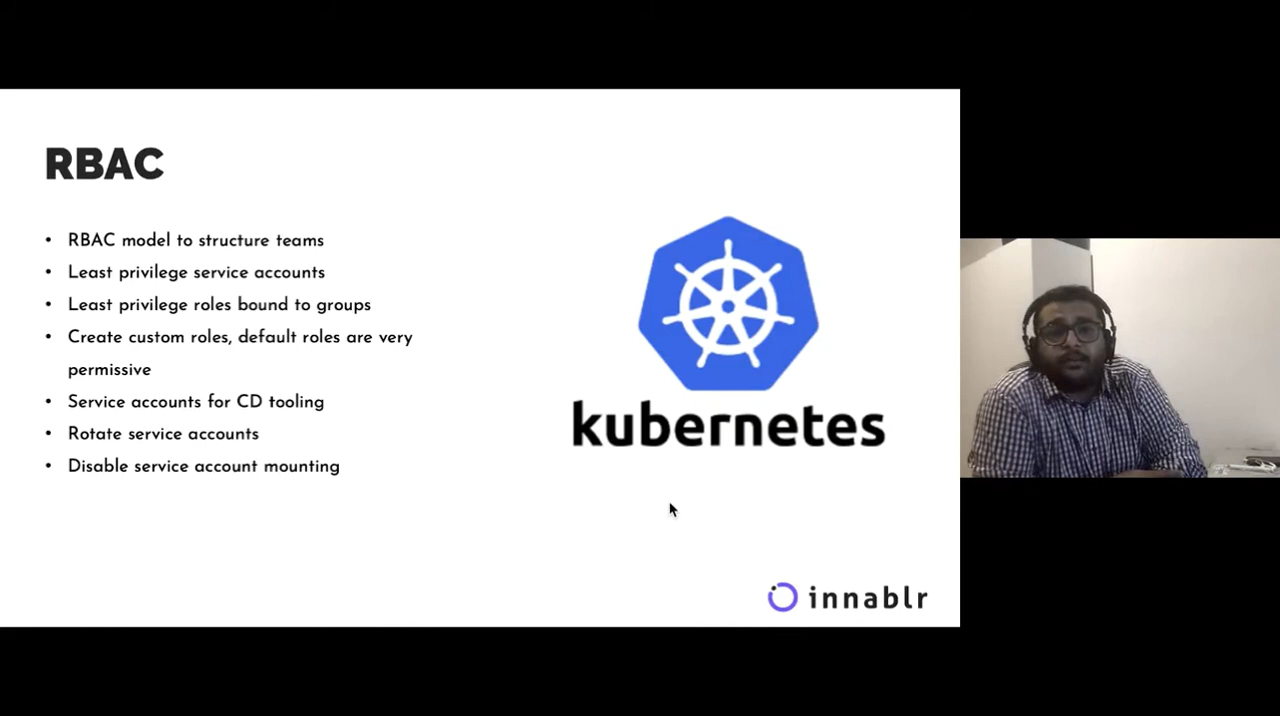 RBAC
• RBAC model to structure teams
• Least privilege service accounts
• Least privilege roles bound to groups
• Create custom roles, default roles are very
permissive
• Service accounts for CD tooling
• Rotate service accounts
• Disable service account mounting
kubernetes
innablr